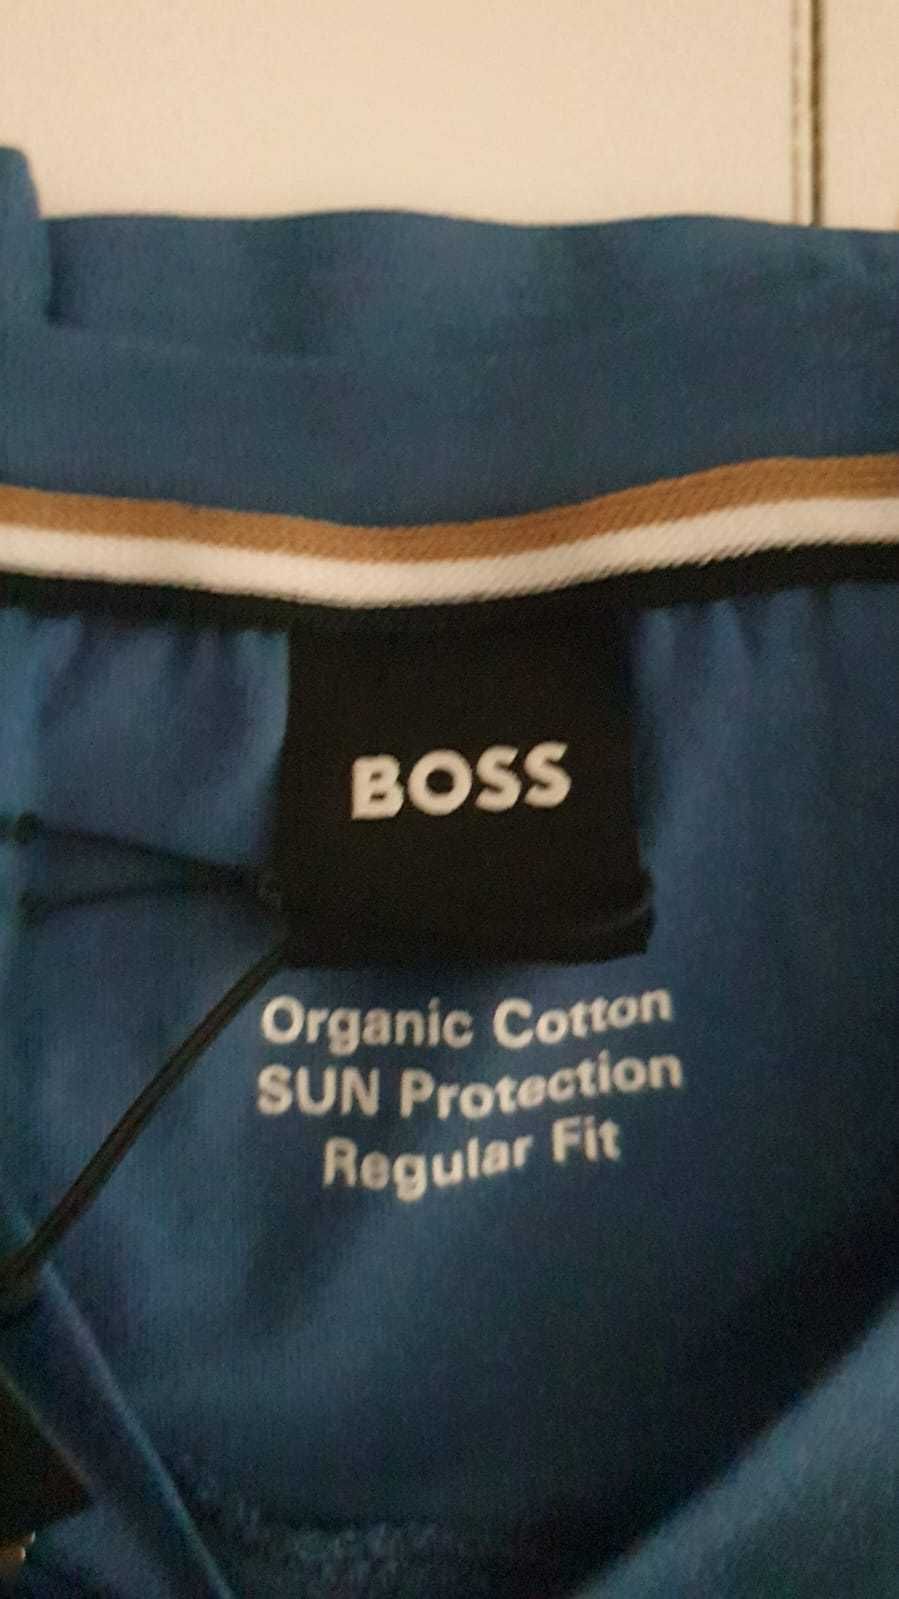 BOSS
Organic Cotton
SUN Protection
Regular Fit